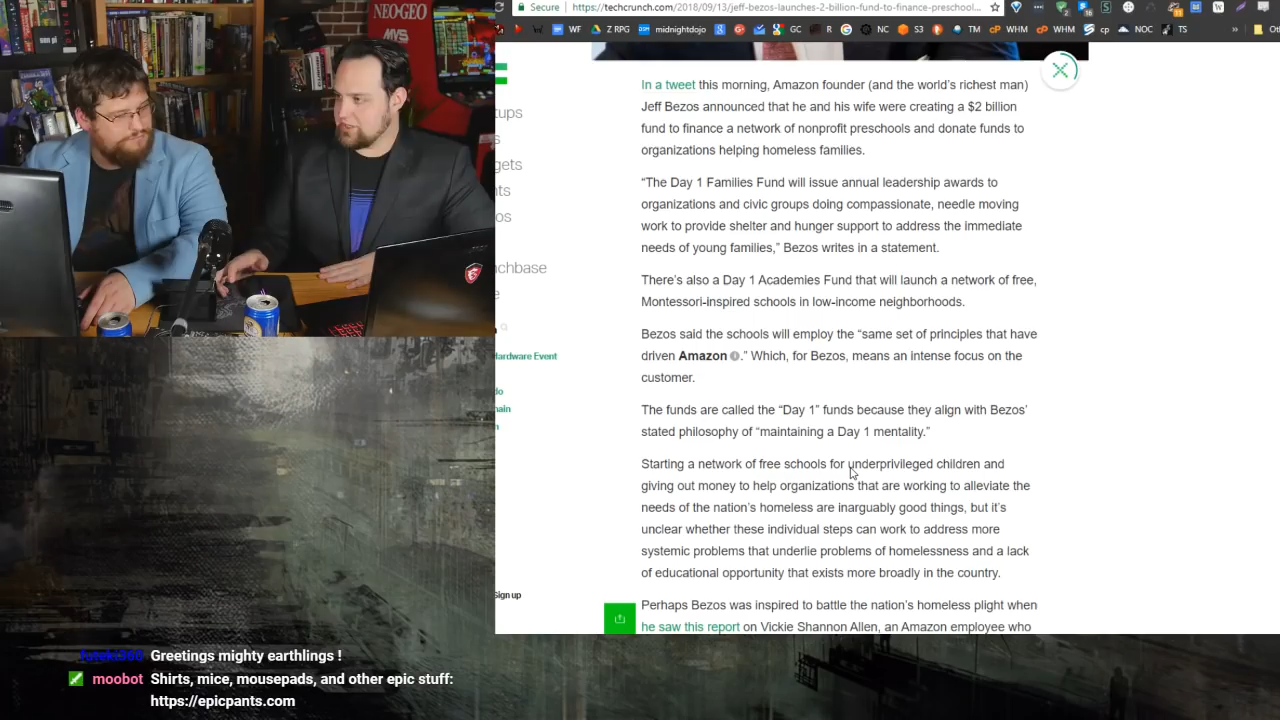 NEO·GEO
MVS
Secure
https://techcrunch.com/2018/09/13/jeff-bezos-launches-2-billion-fund-to-finance-preschool...
WF
Z RPG
midnightdojo
GC
R
NC
S3
TM
WHM
WHM
SC
NOC
TS
tups
s
gets
nts
os
nchbase
e
Hardware Event
do
hain
n
Sign up
In a tweet this morning, Amazon founder (and the world's richest man)
Jeff Bezos announced that he and his wife were creating a $2 billion
fund to finance a network of nonprofit preschools and donate funds to
organizations helping homeless families.
“The Day 1 Families Fund will issue annual leadership awards to
organizations and civic groups doing compassionate, needle moving
work to provide shelter and hunger support to address the immediate
needs of young families,” Bezos writes in a statement.
There's also a Day 1 Academies Fund that will launch a network of free,
Montessori-inspired schools in low-income neighborhoods.
Bezos said the schools will employ the “same set of principles that have
driven Amazon.” Which, for Bezos, means an intense focus on the
customer.
The funds are called the “Day 1” funds because they align with Bezos'
stated philosophy of “maintaining a Day 1 mentality.”
Starting a network of free schools for underprivileged children and
giving out money to help organizations that are working to alleviate the
needs of the nation's homeless are inarguably good things, but it's
unclear whether these individual steps can work to address more
systemic problems that underlie problems of homelessness and a lack
of educational opportunity that exists more broadly in the country.
Perhaps Bezos was inspired to battle the nation's homeless plight when
he saw this report on Vickie Shannon Allen, an Amazon employee who
Greetings mighty earthlings !
moobot Shirts, mice, mousepads, and other epic stuff:
https://epicpants.com